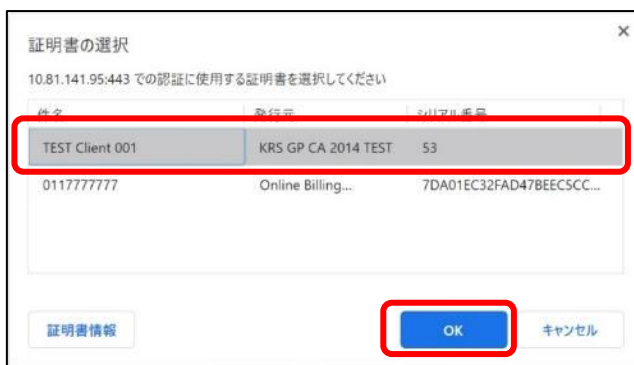 証明書の選択
×
10.81.141.95:443 での認証に使用する証明書を選択してください
件名 発行元 シリアル番号
TEST Client 001 KRS GP CA 2014 TEST 53
0117777777 Online Billing... 7DA01EC32FAD47BEEC5CC...
証明書情報 OK キャンセル